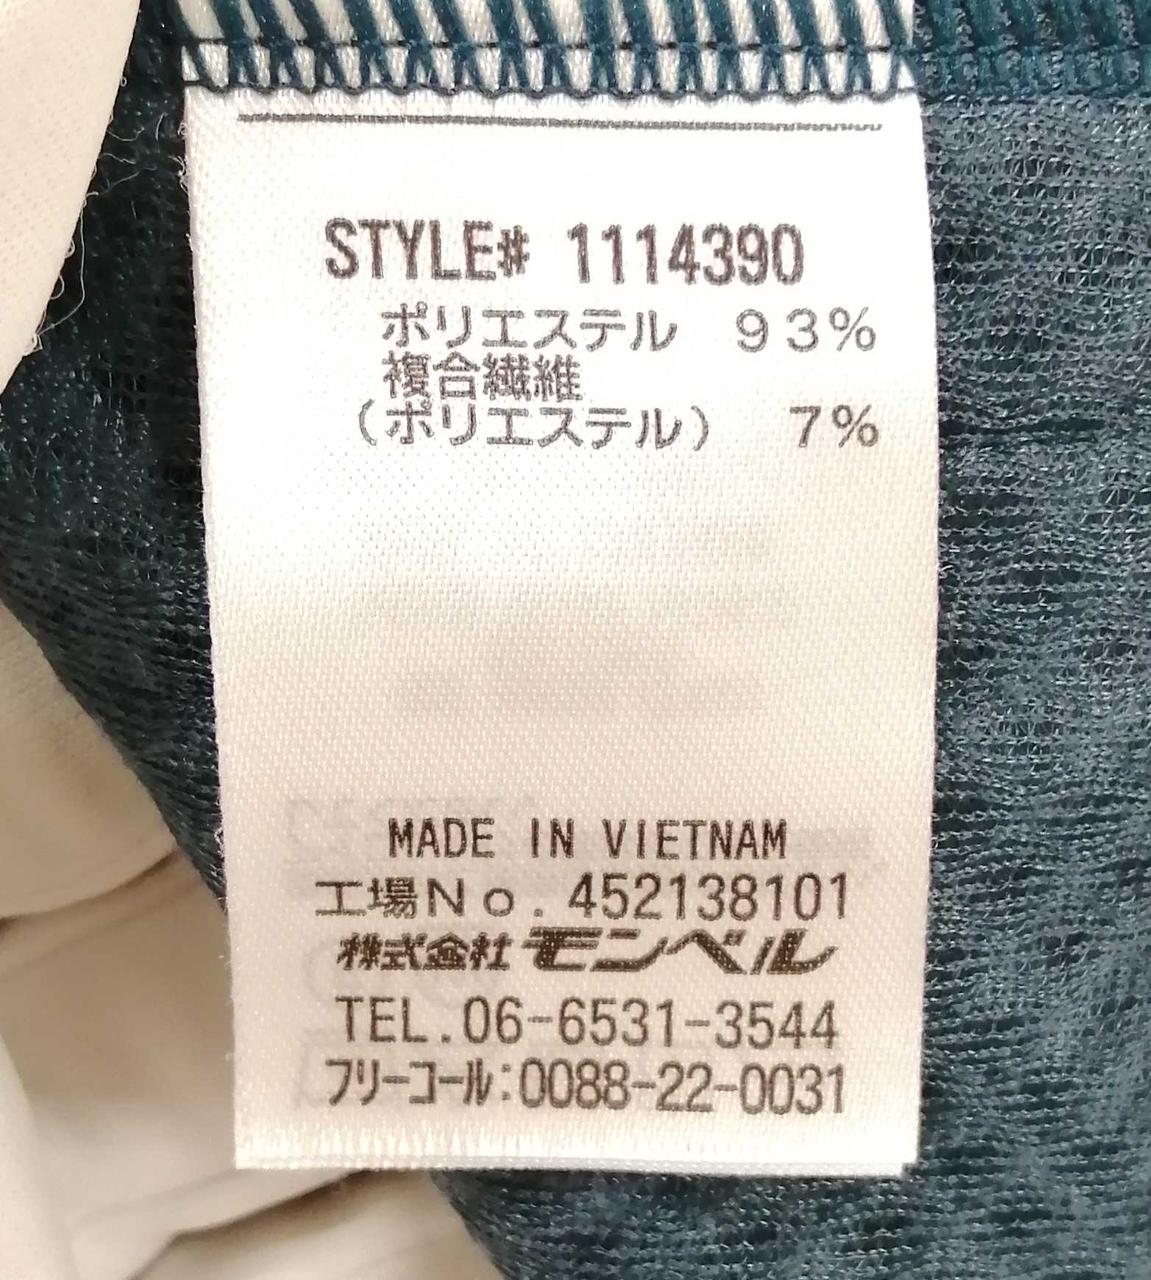 STYLE# 1114390
ポリエステル 93%
複合繊維
(ポリエステル) 7%
MADE IN VIETNAM
工場No. 452138101
株式会社モンベル
TEL.06-6531-3544
フリーコール:0088-22-0031